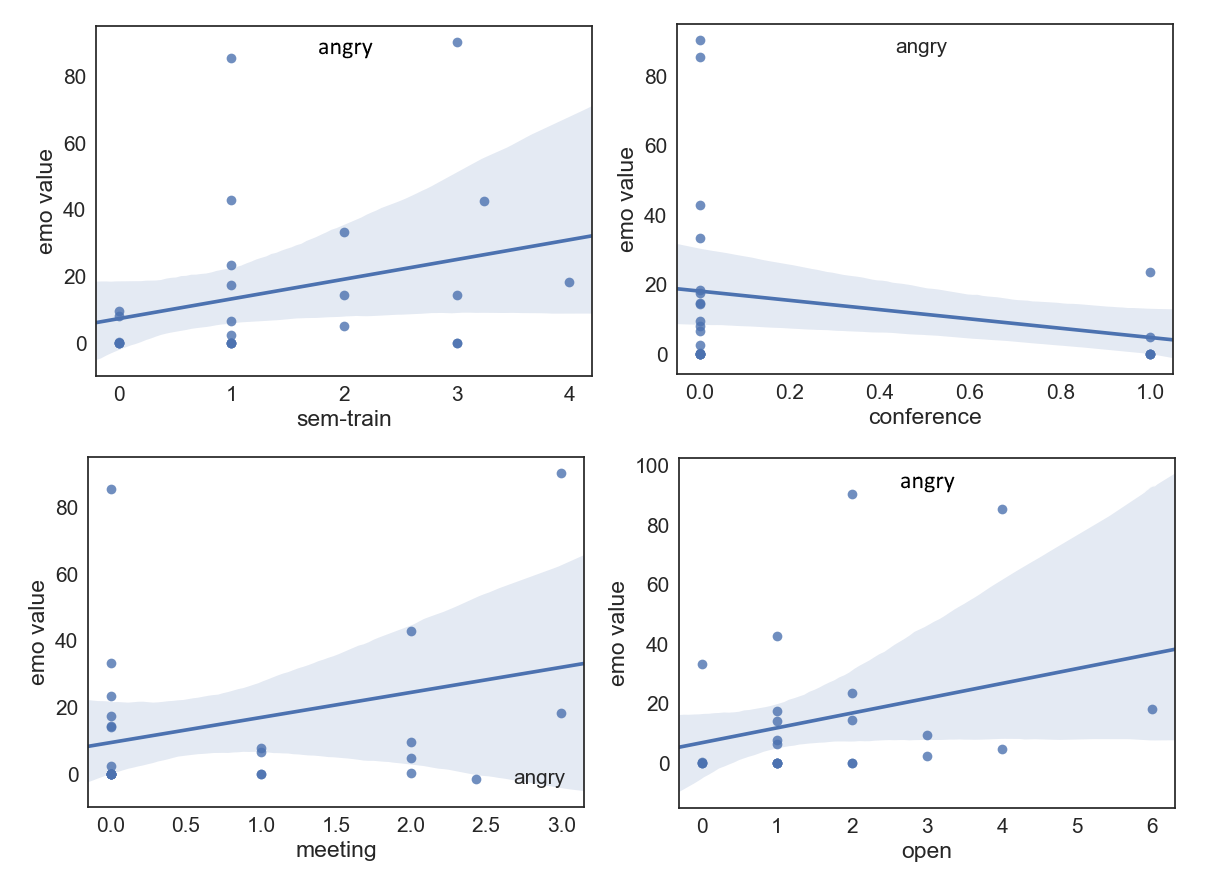 angry
80
60
40
20
0
emo value
0 1 2 3 4
sem-train
angry
80
60
40
20
0
emo value
0.0 0.2 0.4 0.6 0.8 1.0
conference
80
60
40
20
0
emo value
angry
0.0 0.5 1.0 1.5 2.0 2.5 3.0
meeting
100
angry
80
60
40
20
0
emo value
0 1 2 3 4 5 6
open